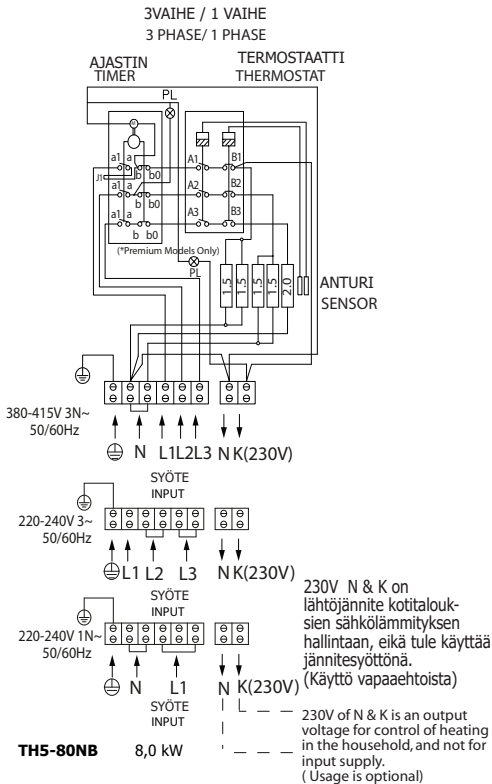 3VAIHE / 1 VAIHE
3 PHASE/ 1 PHASE
AJASTIN
TIMER
TERMOSTAATTI
THERMOSTAT
PL
M
a1 a
b b0
J1
A1
B1
a1 a
b b0
A2
B2
a1 a
b b0
A3
B3
(*Premium Models Only)
PL
1.5
1.5
1.5
1.5
2.0
ANTURI
SENSOR
380-415V 3N~
50/60Hz
N L1L2L3 N K(230V)
SYÖTE
INPUT
220-240V 3~
50/60Hz
L1 L2 L3 N K(230V)
SYÖTE
INPUT
220-240V 1N~
50/60Hz
N L1 N K(230V)
SYÖTE
INPUT
230V N & K on
lähtöjännite kotitalouk-
sien sähkölämmityksen
hallintaan, eikä tule käyttää
jännitesyöttönä.
(Käyttö vapaaehtoista)
230V of N & K is an output
voltage for control of heating
in the household, and not for
input supply.
( Usage is optional)
TH5-80NB 8,0 kW